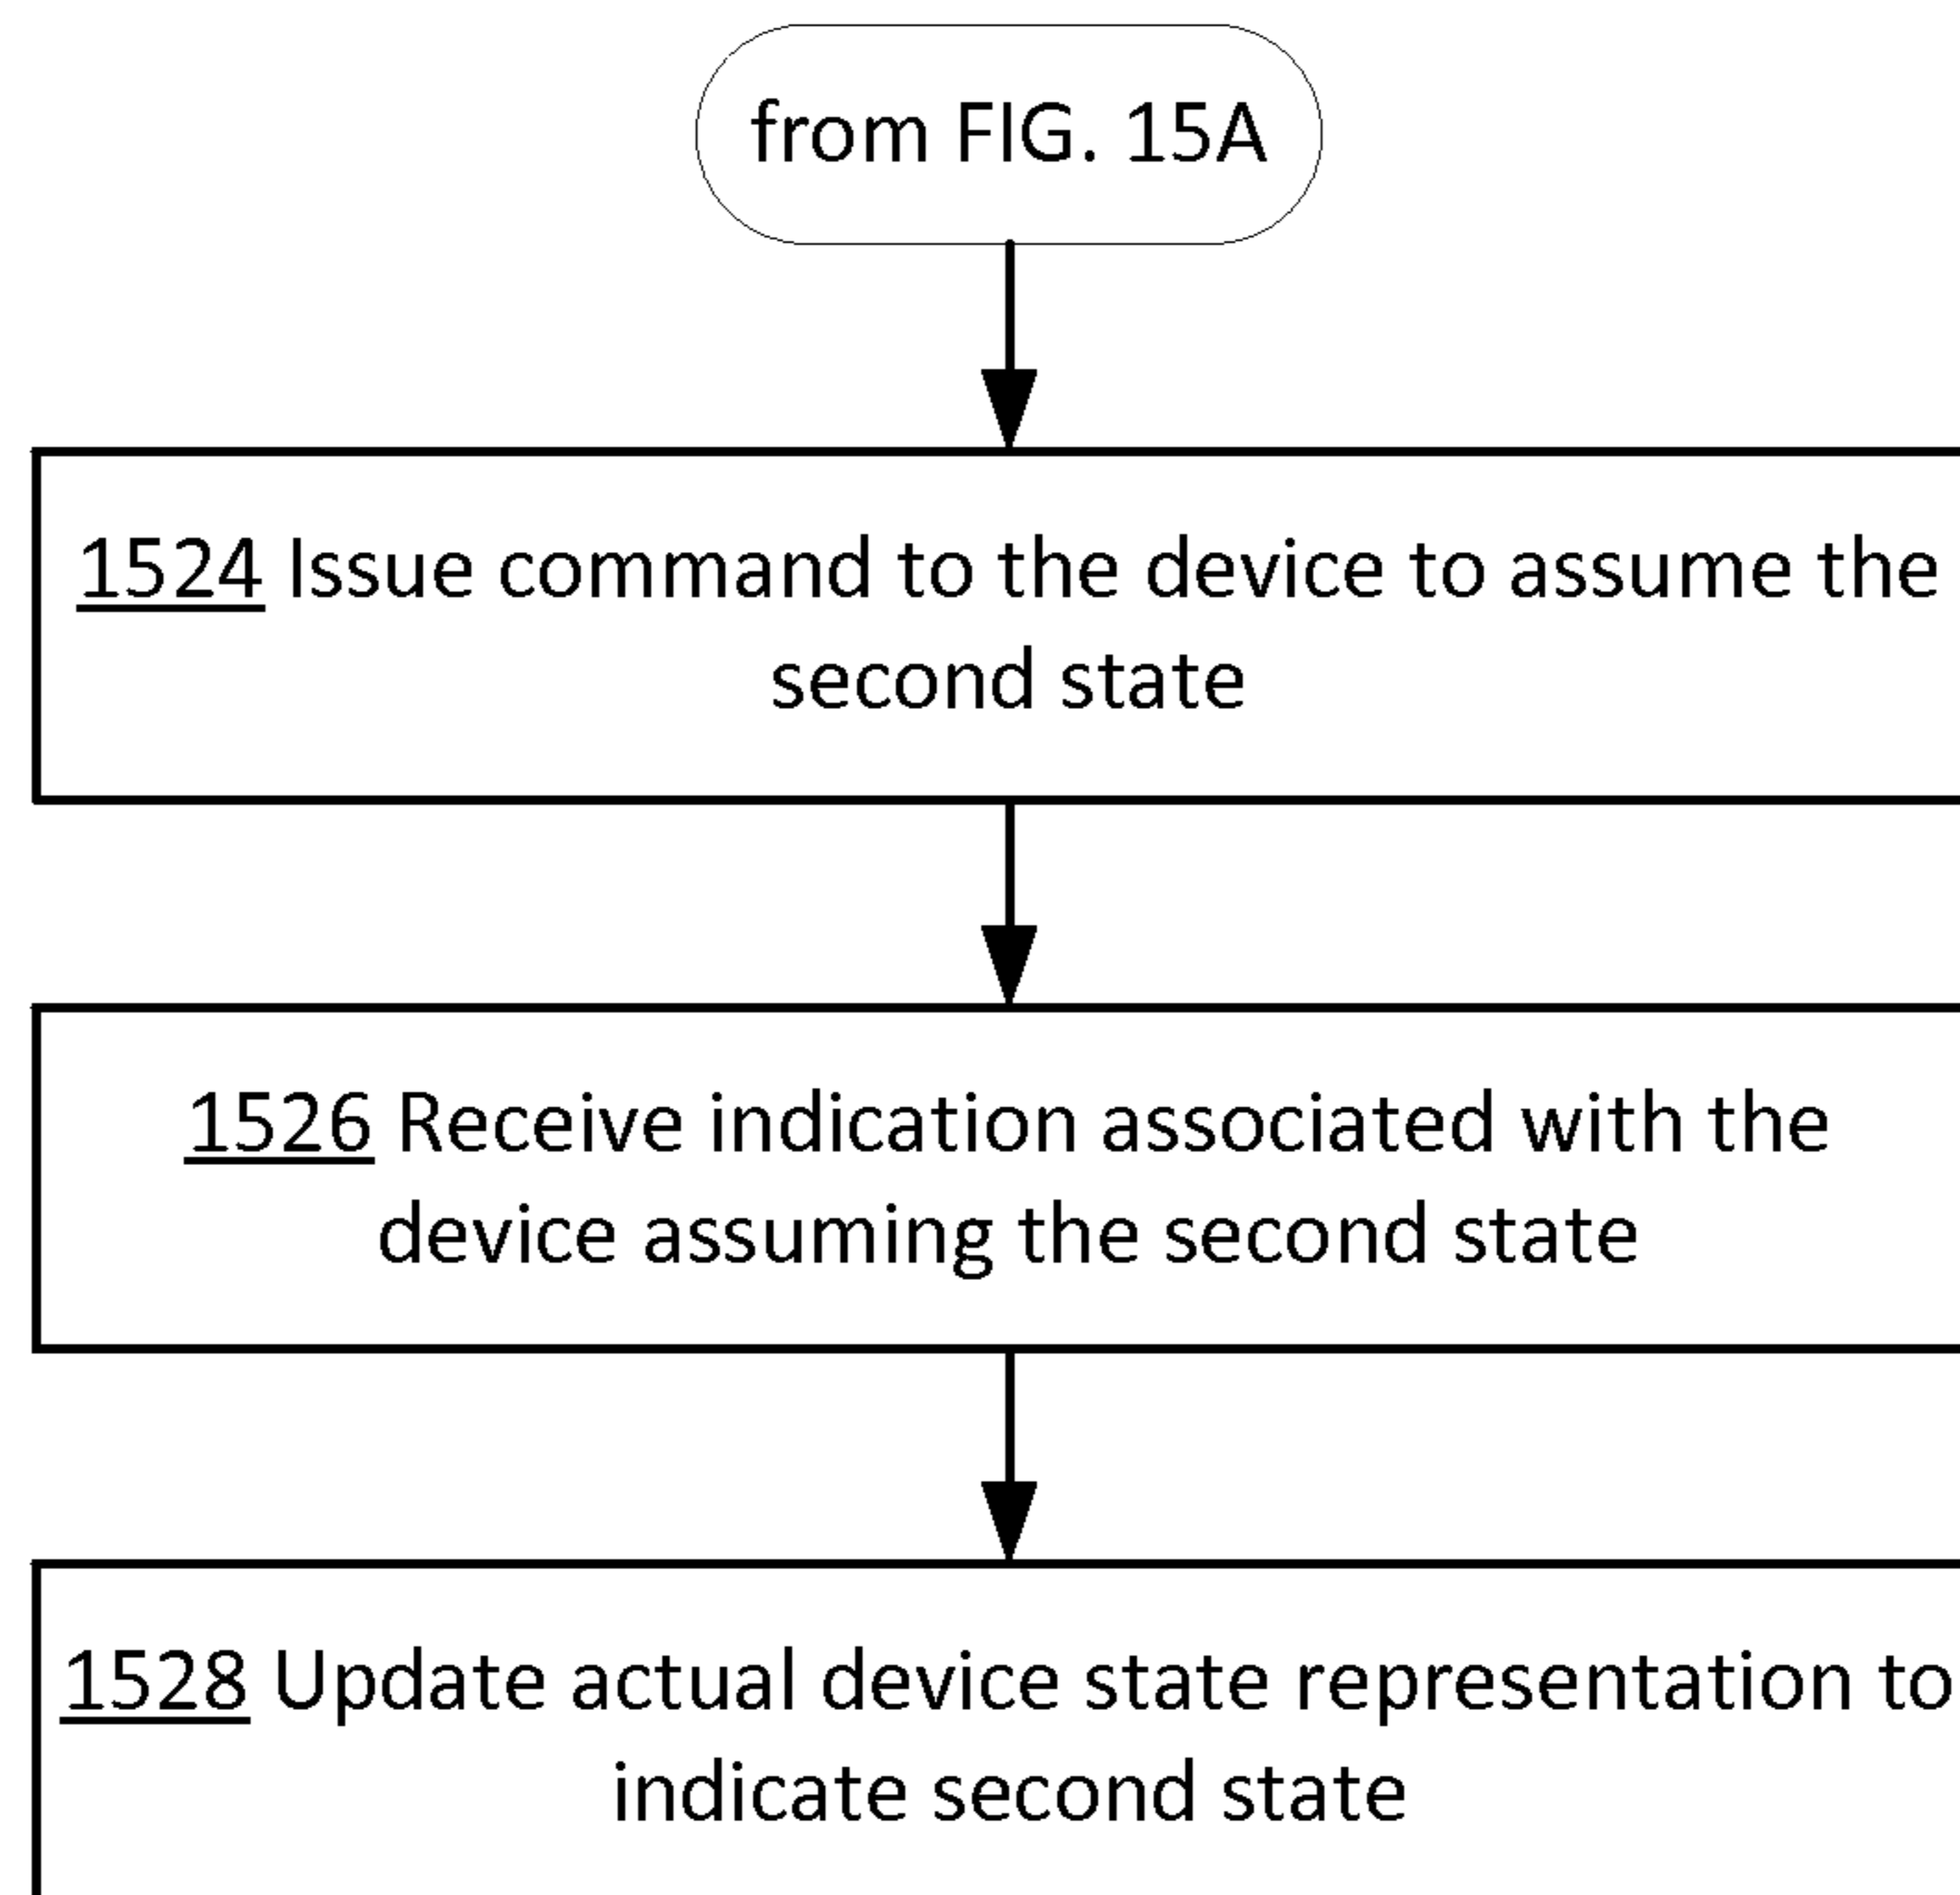 from FIG. 15A
1524 Issue command to the device to assume the
second state
1526 Receive indication associated with the
device assuming the second state
1528 Update actual device state representation to
indicate second state